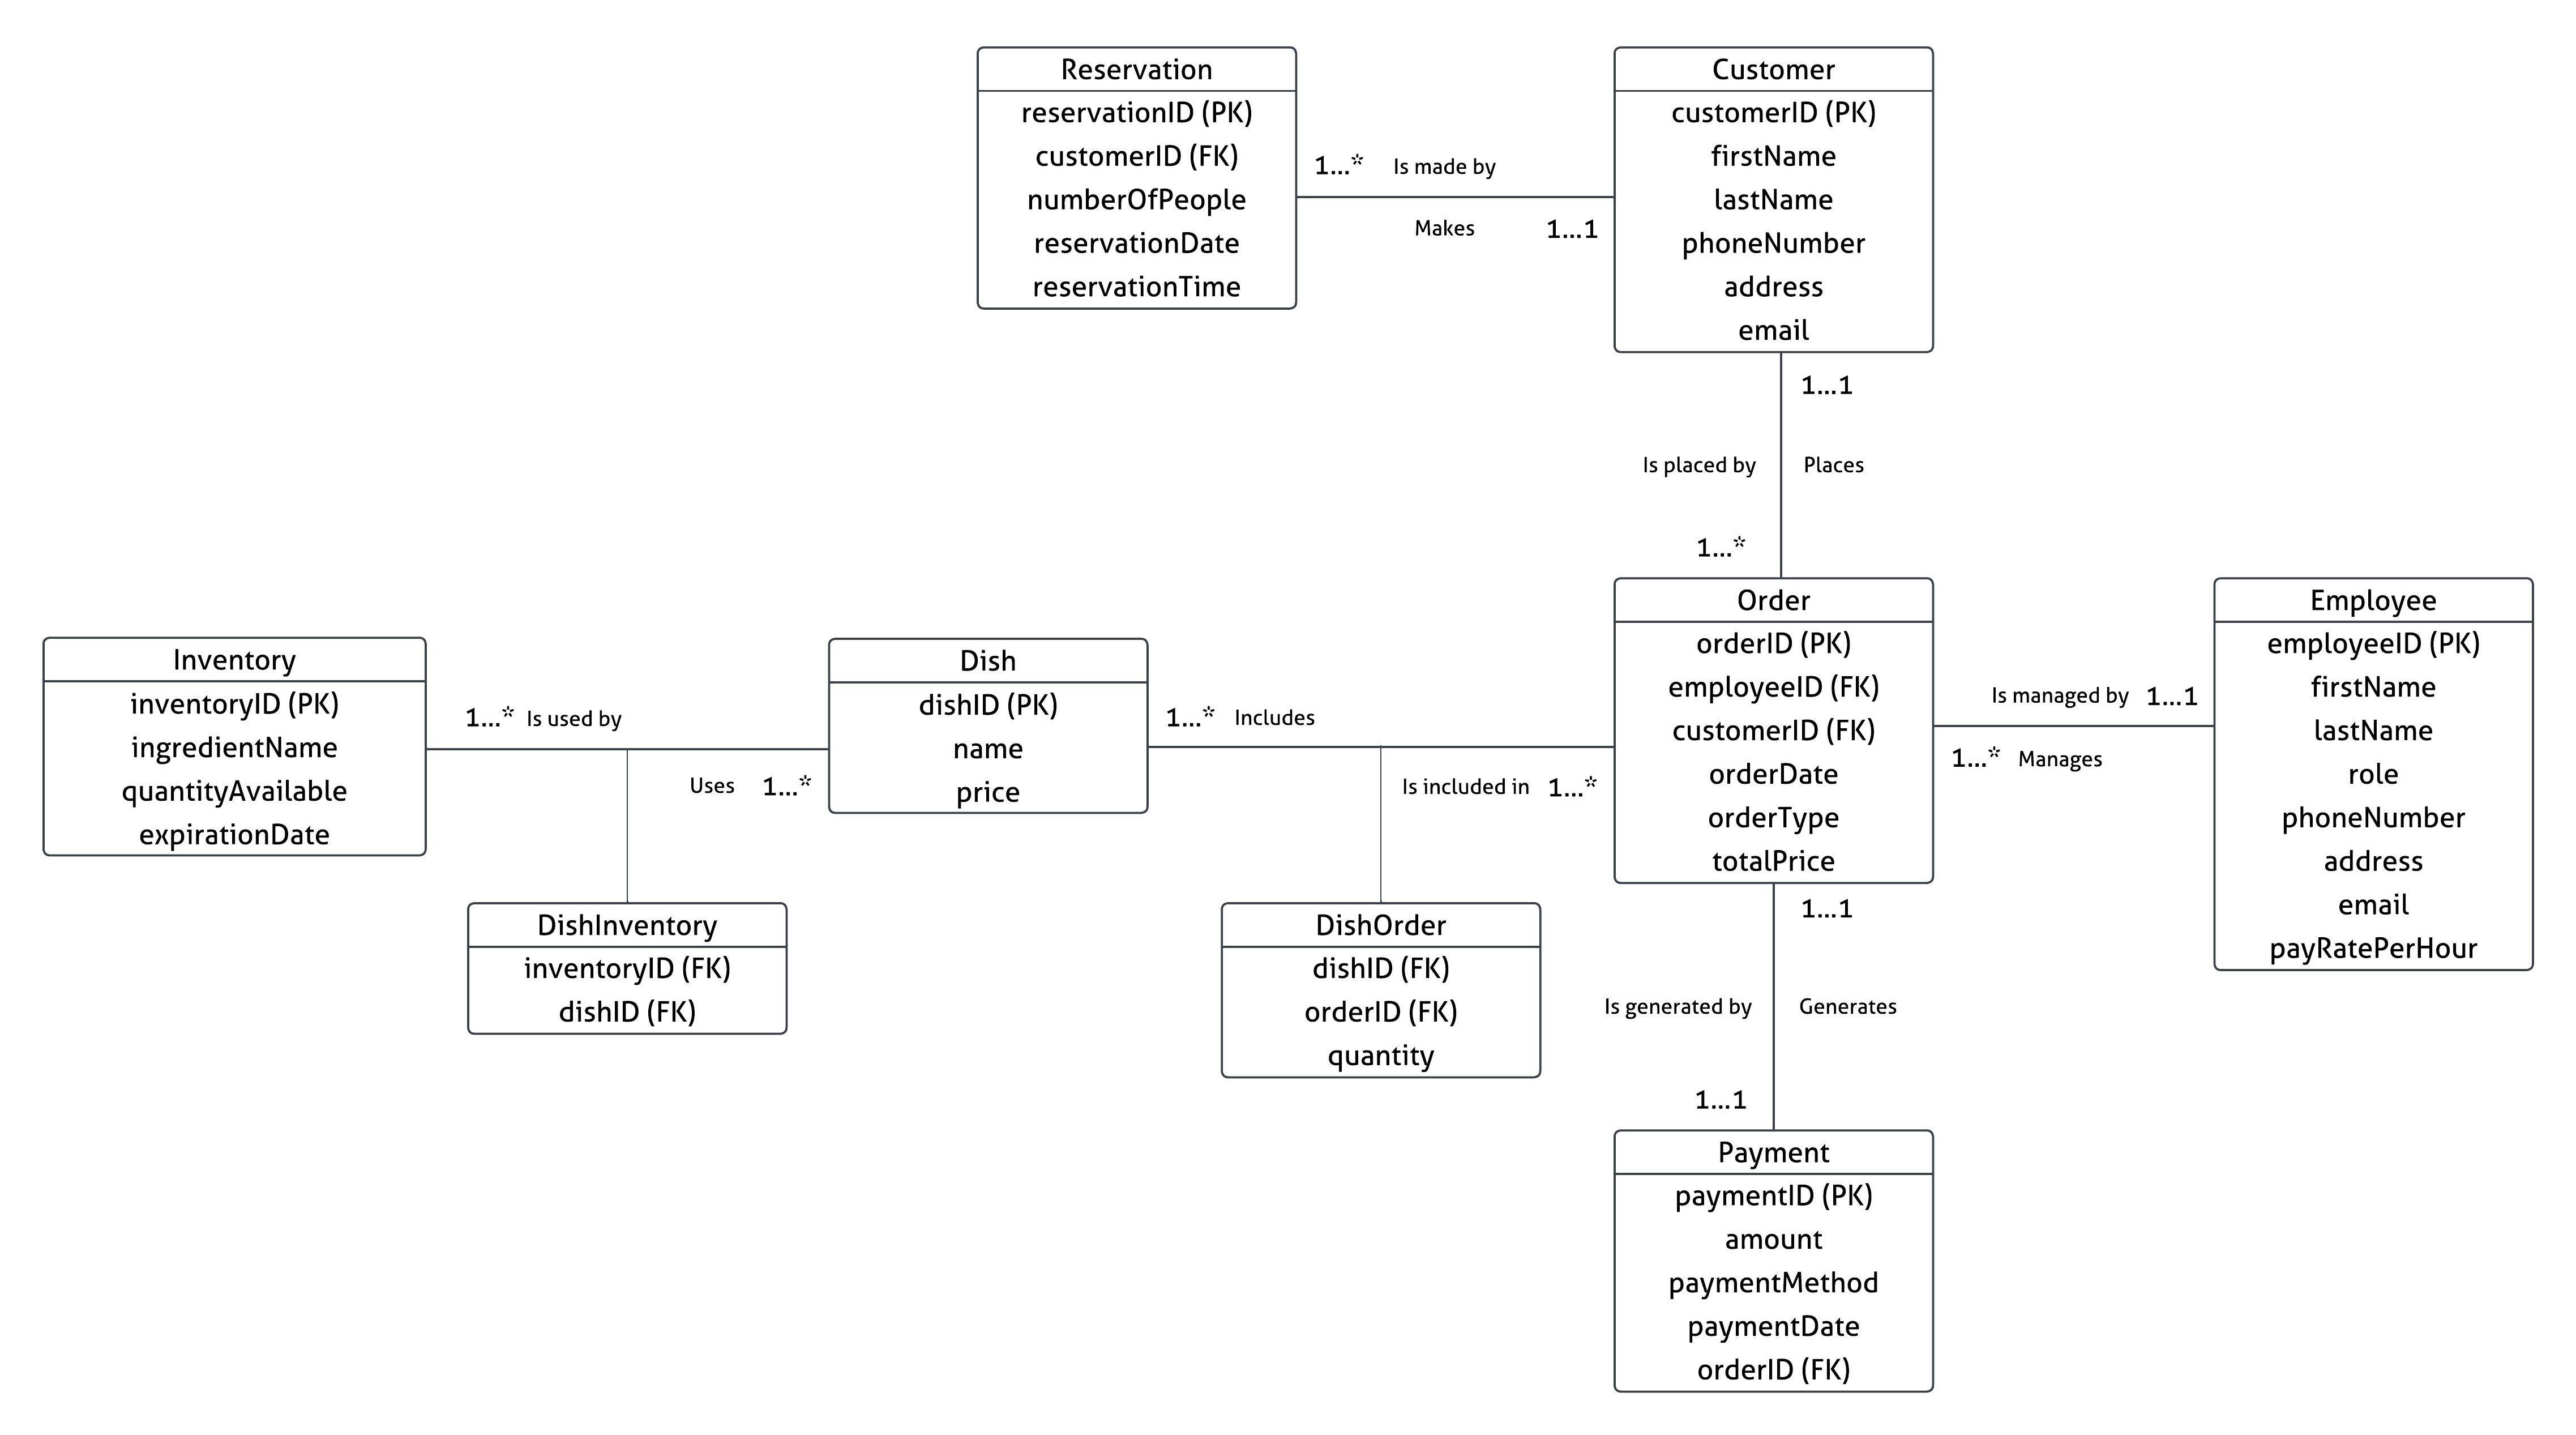 Reservation
reservationID (PK)
customerID (FK)
numberOfPeople
reservationDate
reservationTime
1...* Is made by
Makes 1...1
Customer
customerID (PK)
firstName
lastName
phoneNumber
address
email
1...1
Is placed by Places
1...*
Inventory
inventoryID (PK)
ingredientName
quantityAvailable
expirationDate
1...* Is used by
Uses 1...*
Dish
dishID (PK)
name
price
1...* Includes
Is included in 1...*
Order
orderID (PK)
employeeID (FK)
customerID (FK)
orderDate
orderType
totalPrice
Is managed by 1...1
1...* Manages
Employee
employeeID (PK)
firstName
lastName
role
phoneNumber
address
email
payRatePerHour
DishInventory
inventoryID (FK)
dishID (FK)
DishOrder
dishID (FK)
orderID (FK)
quantity
1...1
Is generated by Generates
1...1
Payment
paymentID (PK)
amount
paymentMethod
paymentDate
orderID (FK)